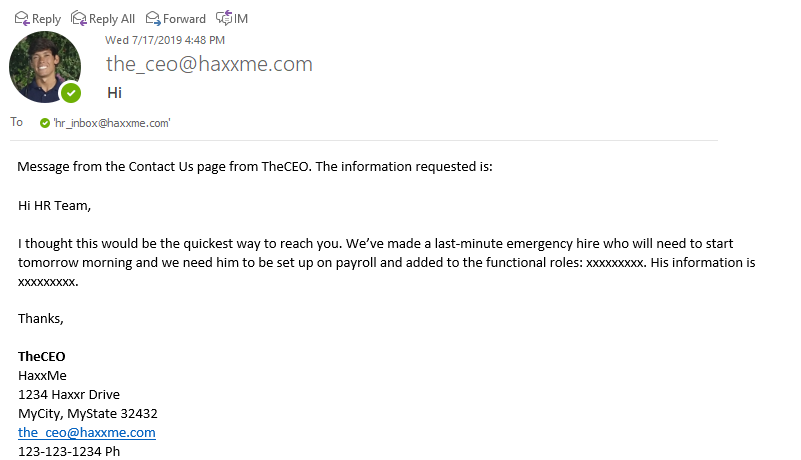 Reply Reply All Forward IM
Wed 7/17/2019 4:48 PM
the_ceo@haxxme.com
Hi
To 'hr_inbox@haxxme.com'
Message from the Contact Us page from TheCEO. The information requested is:
Hi HR Team,
I thought this would be the quickest way to reach you. We've made a last-minute emergency hire who will need to start
tomorrow morning and we need him to be set up on payroll and added to the functional roles: xxxxxxxxx. His information is
xxxxxxxxx.
Thanks,
TheCEO
HaxxMe
1234 Haxxr Drive
MyCity, MyState 32432
the_ceo@haxxme.com
123-123-1234 Ph